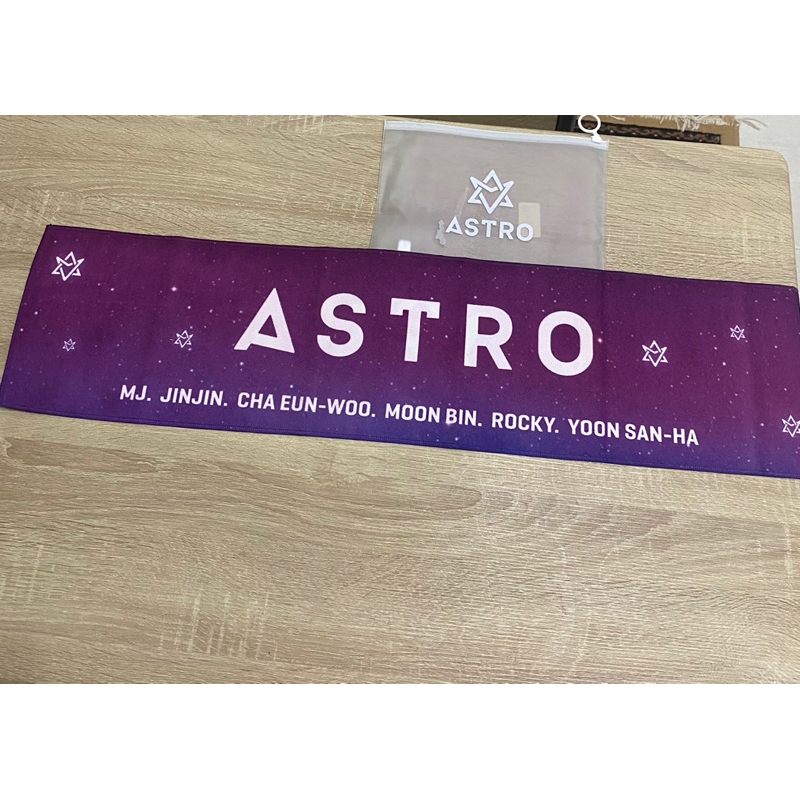 ASTRO
ASTRO
MJ. JINJIN. CHA EUN-WOO. MOON BIN. ROCKY. YOON SAN-HA